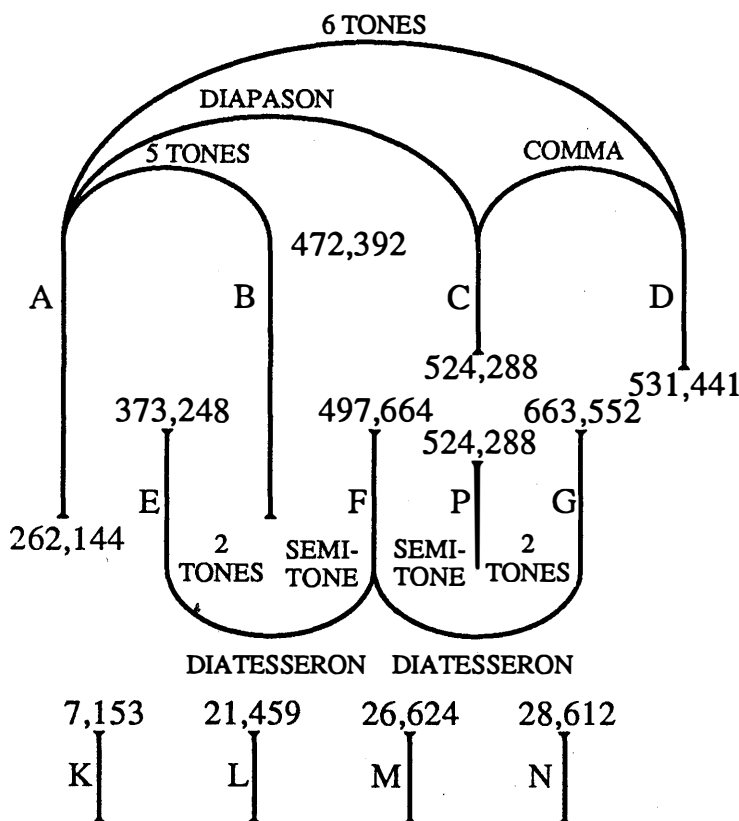 6 TONES
DIAPASON
5 TONES
COMMA
472,392
A
B
C
D
524,288
531,441
373,248
497,664
663,552
524,288
E
F
P
G
262,144
2
TONES
SEMI-
TONE
SEMI-
TONE
2
TONES
DIATESSERON
DIATESSERON
7,153
21,459
26,624
28,612
K
L
M
N